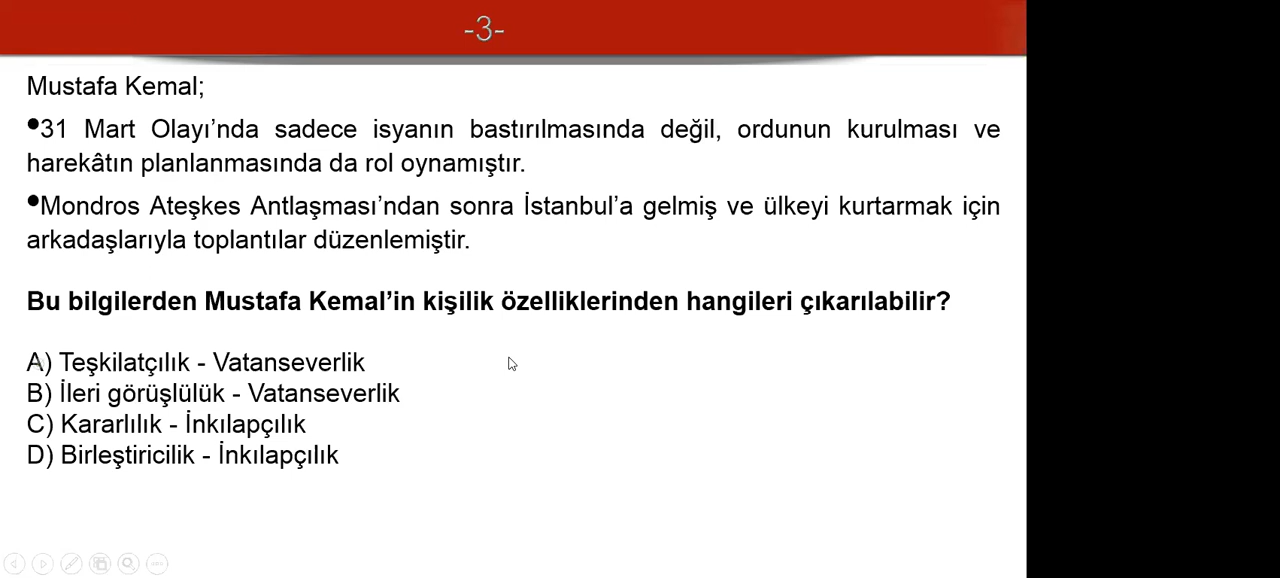 -3-
Mustafa Kemal;
•31 Mart Olayı’nda sadece isyanın bastırılmasında değil, ordunun kurulması ve
harekâtın planlanmasında da rol oynamıştır.
•Mondros Ateşkes Antlaşması’ndan sonra İstanbul’a gelmiş ve ülkeyi kurtarmak için
arkadaşlarıyla toplantılar düzenlemiştir.
Bu bilgilerden Mustafa Kemal’in kişilik özelliklerinden hangileri çıkarılabilir?
A) Teşkilatçılık - Vatanseverlik
B) İleri görüşlülük - Vatanseverlik
C) Kararlılık - İnkılapçılık
D) Birleştiricilik - İnkılapçılık